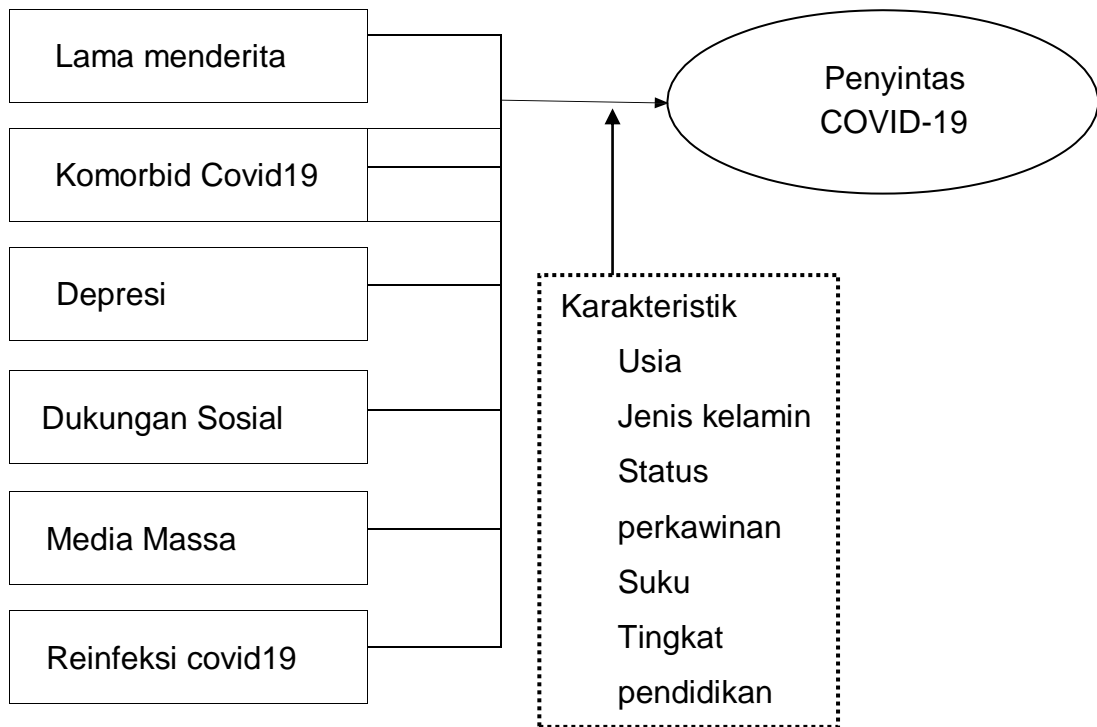 Lama menderita
Komorbid Covid19
Depresi
Dukungan Sosial
Media Massa
Reinfeksi covid19
Penyintas
COVID-19
Karakteristik
Usia
Jenis kelamin
Status
perkawinan
Suku
Tingkat
pendidikan